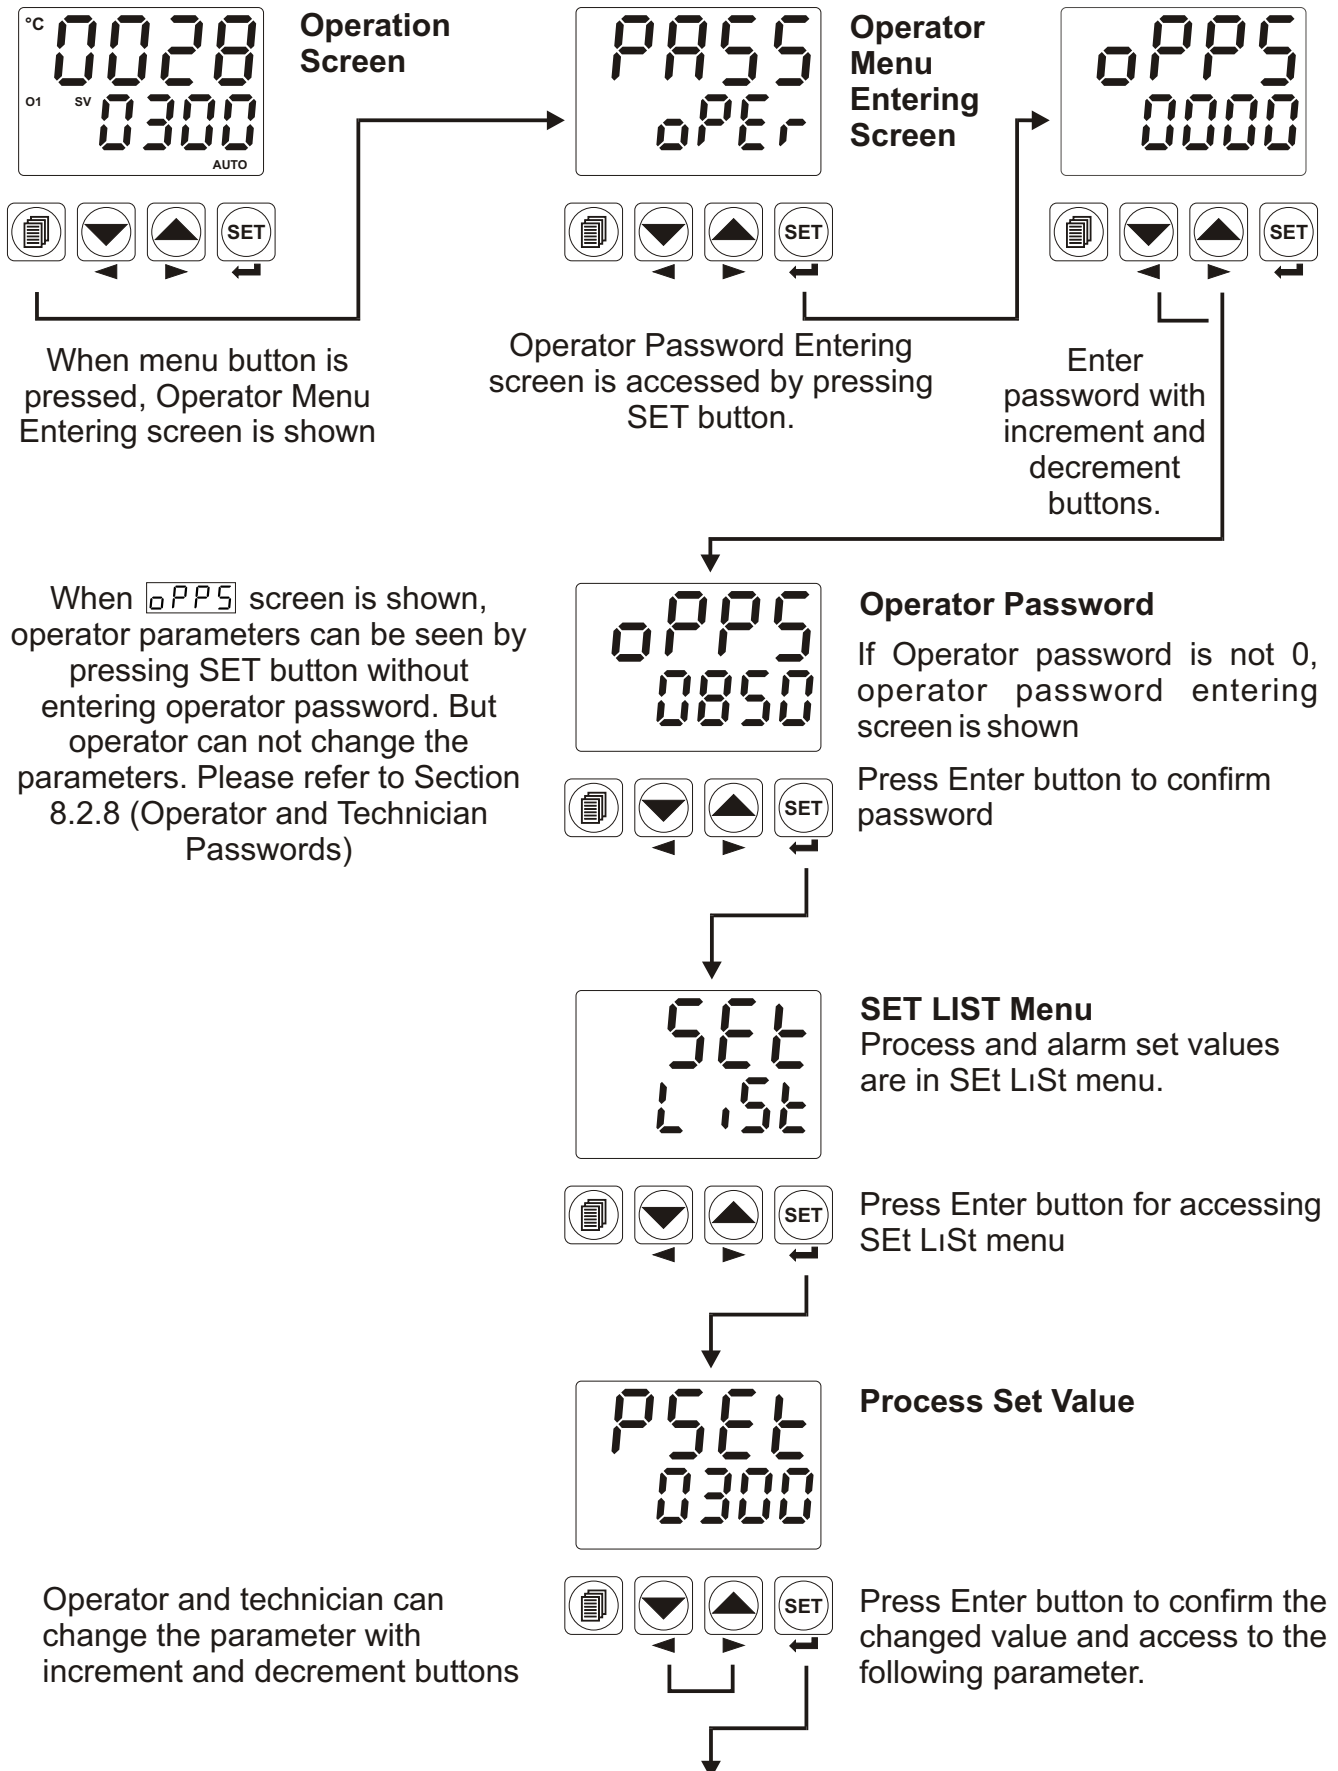 °C
0028
O1
SV
0300
AUTO
Operation
Screen
SET
When menu button is
pressed, Operator Menu
Entering screen is shown
PASS
oPEr
Operator
Menu
Entering
Screen
SET
Operator Password Entering
screen is accessed by pressing
SET button.
oPPS
0000
SET
Enter
password with
increment and
decrement
buttons.
When oPPS screen is shown,
operator parameters can be seen by
pressing SET button without
entering operator password. But
operator can not change the
parameters. Please refer to Section
8.2.8 (Operator and Technician
Passwords)
oPPS
0850
SET
Operator Password
If Operator password is not 0,
operator password entering
screen is shown
Press Enter button to confirm
password
SEt
LiSt
SET
SET LIST Menu
Process and alarm set values
are in SEt LıSt menu.
Press Enter button for accessing
SEt LıSt menu
PSEt
0300
SET
Process Set Value
Operator and technician can
change the parameter with
increment and decrement buttons
Press Enter button to confirm the
changed value and access to the
following parameter.